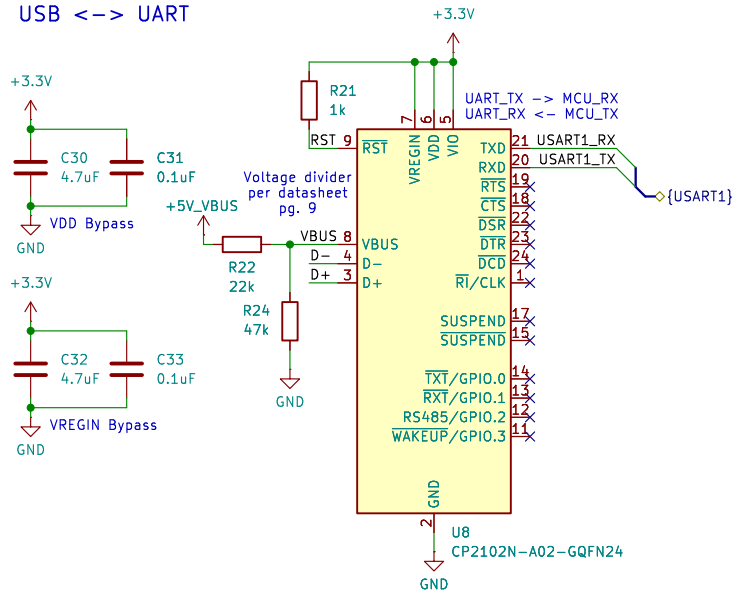 USB <-> UART
+3.3V
+3.3V
R21
1k
UART_TX -> MCU_RX
UART_RX <- MCU_TX
C30
4.7uF
C31
0.1uF
GND
VDD Bypass
Voltage divider
per datasheet
pg. 9
+5V_VBUS
R22
22k
R24
47k
GND
+3.3V
C32
4.7uF
C33
0.1uF
GND
VREGIN Bypass
7
6
5
VREGIN
VDD
VIO
RST
9
RST
VBUS
8
VBUS
D-
4
D-
D+
3
D+
TXD
21
USART1_RX
RXD
20
USART1_TX
RTS
19
CTS
18
DSR
22
DTR
23
DCD
24
RI/CLK
1
SUSPEND
17
SUSPEND
15
TXT/GPIO.0
14
RXT/GPIO.1
13
RS485/GPIO.2
12
WAKEUP/GPIO.3
11
{USART1}
GND
2
U8
CP2102N-A02-GQFN24
GND